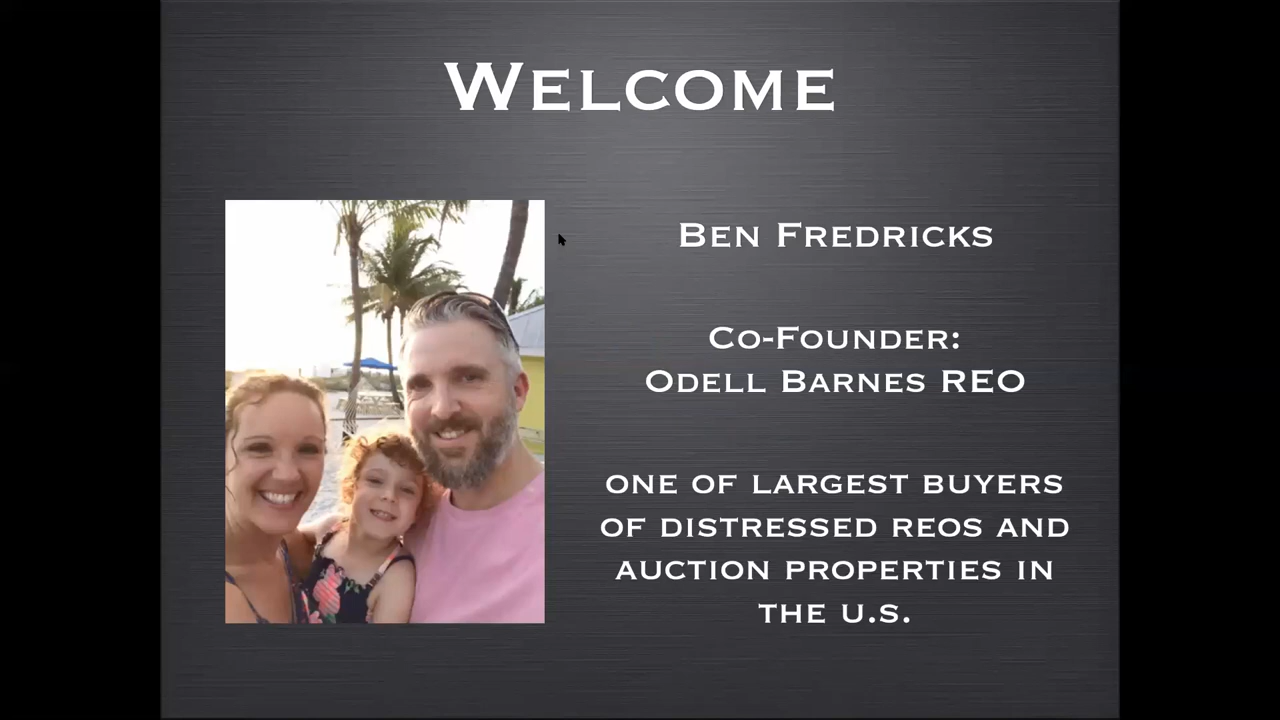 Welcome
Ben Fredricks
Co-Founder:
Odell Barnes REO
one of largest buyers
of distressed REOs and
auction properties in
the U.S.